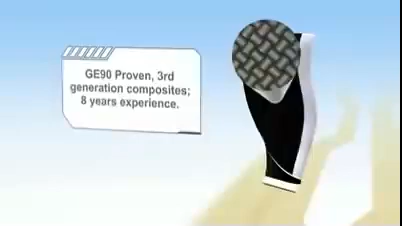 GE90 Proven, 3rd
generation composites;
8 years experience.